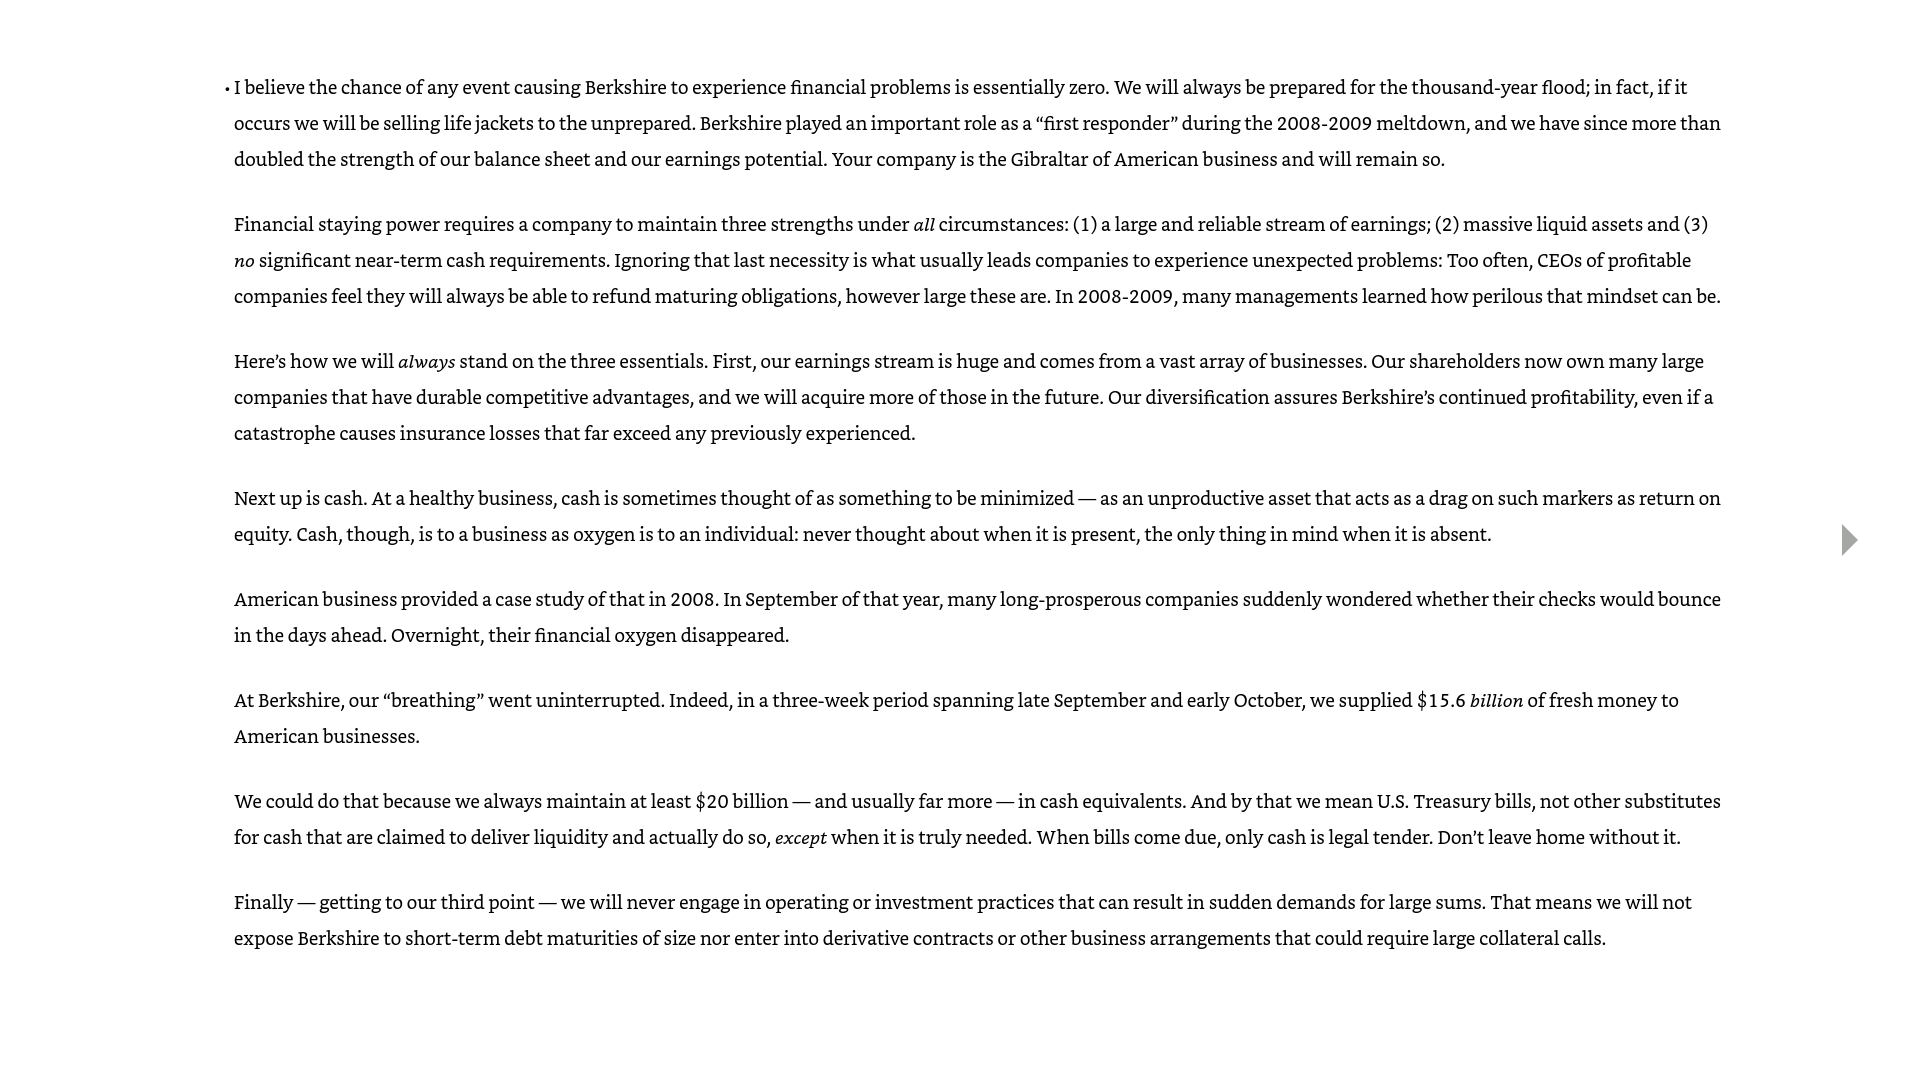 • I believe the chance of any event causing Berkshire to experience financial problems is essentially zero. We will always be prepared for the thousand-year flood; in fact, if it
occurs we will be selling life jackets to the unprepared. Berkshire played an important role as a “first responder” during the 2008-2009 meltdown, and we have since more than
doubled the strength of our balance sheet and our earnings potential. Your company is the Gibraltar of American business and will remain so.
Financial staying power requires a company to maintain three strengths under all circumstances: (1) a large and reliable stream of earnings; (2) massive liquid assets and (3)
no significant near-term cash requirements. Ignoring that last necessity is what usually leads companies to experience unexpected problems: Too often, CEOs of profitable
companies feel they will always be able to refund maturing obligations, however large these are. In 2008-2009, many managements learned how perilous that mindset can be.
Here’s how we will always stand on the three essentials. First, our earnings stream is huge and comes from a vast array of businesses. Our shareholders now own many large
companies that have durable competitive advantages, and we will acquire more of those in the future. Our diversification assures Berkshire’s continued profitability, even if a
catastrophe causes insurance losses that far exceed any previously experienced.
Next up is cash. At a healthy business, cash is sometimes thought of as something to be minimized — as an unproductive asset that acts as a drag on such markers as return on
equity. Cash, though, is to a business as oxygen is to an individual: never thought about when it is present, the only thing in mind when it is absent.
American business provided a case study of that in 2008. In September of that year, many long-prosperous companies suddenly wondered whether their checks would bounce
in the days ahead. Overnight, their financial oxygen disappeared.
At Berkshire, our “breathing” went uninterrupted. Indeed, in a three-week period spanning late September and early October, we supplied $15.6 billion of fresh money to
American businesses.
We could do that because we always maintain at least $20 billion — and usually far more — in cash equivalents. And by that we mean U.S. Treasury bills, not other substitutes
for cash that are claimed to deliver liquidity and actually do so, except when it is truly needed. When bills come due, only cash is legal tender. Don’t leave home without it.
Finally — getting to our third point — we will never engage in operating or investment practices that can result in sudden demands for large sums. That means we will not
expose Berkshire to short-term debt maturities of size nor enter into derivative contracts or other business arrangements that could require large collateral calls.